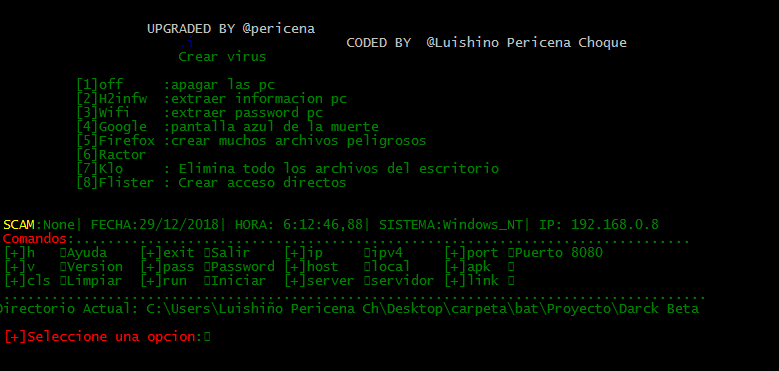 UPGRADED BY @pericena
CODED BY @Luishino Pericena Choque
Crear virus
[1]off :apagar las pc
[2]H2infw :extraer informacion pc
[3]Wifi :extraer password pc
[4]Google :pantalla azul de la muerte
[5]Firefox :crear muchos archivos peligrosos
[6]Ractor
[7]Klo : Elimina todo los archivos del escritorio
[8]Flister : Crear acceso directos
SCAM:None| FECHA:29/12/2018| HORA: 6:12:46,88| SISTEMA:Windows_NT| IP: 192.168.0.8
Comandos:..............................................................................
[+]h ▯Ayuda [+]exit ▯Salir [+]ip ▯ipv4 [+]port ▯Puerto 8080
[+]v ▯Version [+]pass ▯Password [+]host ▯local [+]apk ▯
[+]cls ▯Limpiar [+]run ▯Iniciar [+]server ▯servidor [+]link ▯
.........................................................................................
Directorio Actual: C:\Users\Luishiño Pericena Ch\Desktop\carpeta\bat\Proyecto\Darck Beta
[+]Seleccione una opcion:▯